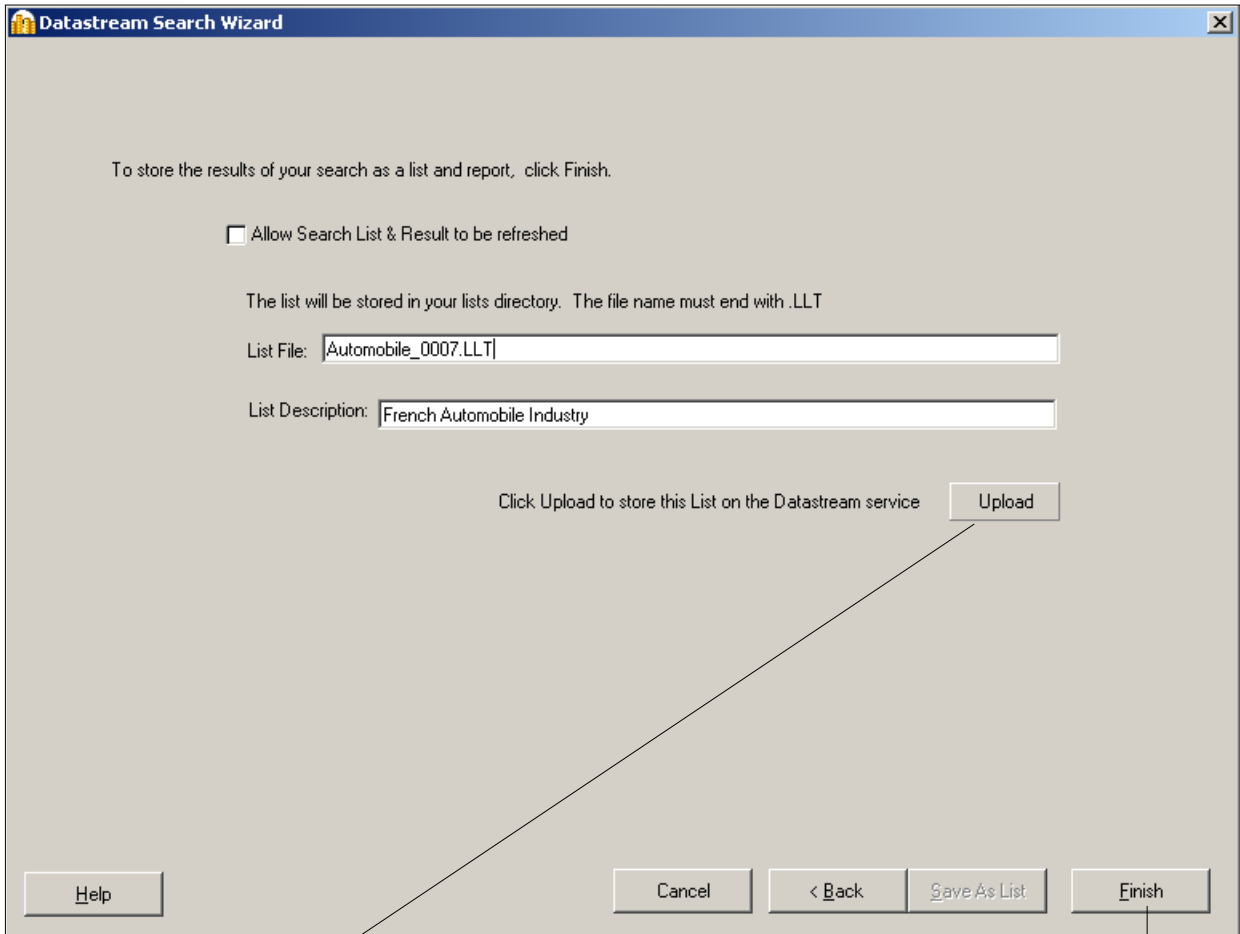 Datastream Search Wizard
To store the results of your search as a list and report,  click Finish.
Allow Search List & Result to be refreshed
The list will be stored in your lists directory.  The file name must end with .LLT
List File: Automobile_0007.LLT
List Description: French Automobile Industry
Click Upload to store this List on the Datastream service Upload
Help Cancel < Back Save As List Finish